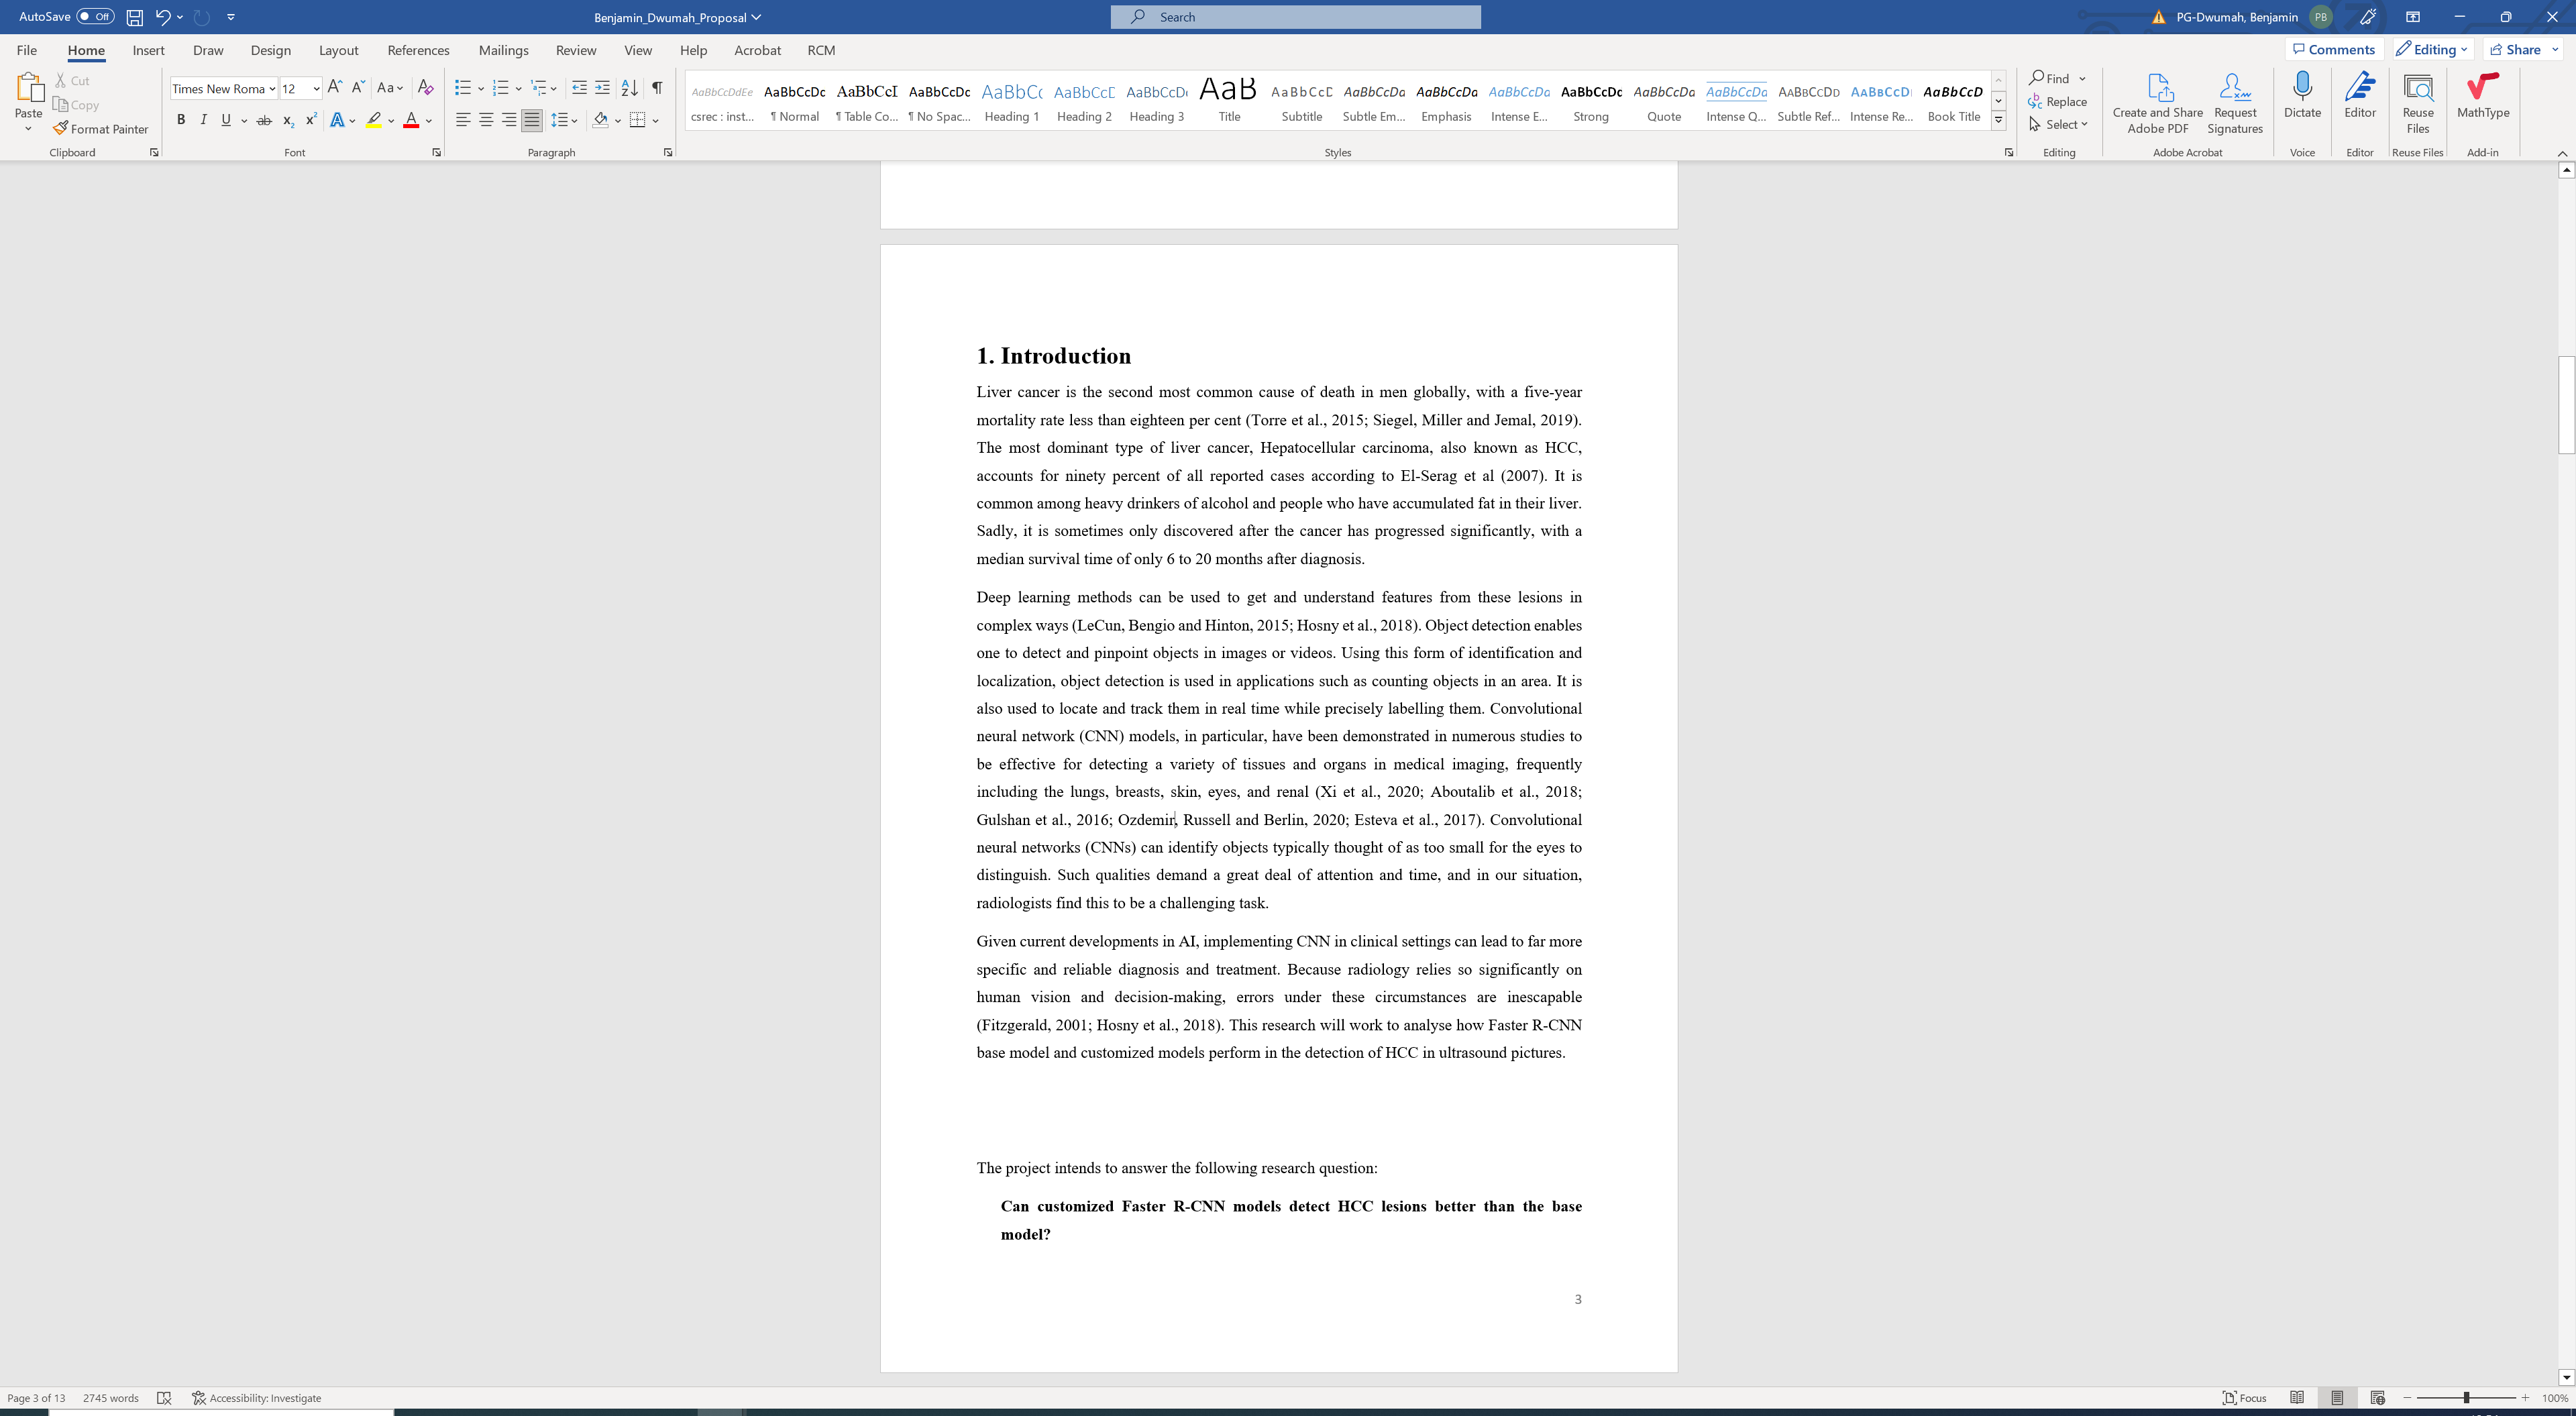 AutoSave Off Benjamin_Dwumah_Proposal Search PG-Dwumah, Benjamin PB
File Home Insert Draw Design Layout References Mailings Review View Help Acrobat RCM Comments Editing Share
Paste Cut Copy Format Painter Clipboard
Times New Roma 12 Aa Font
Paragraph
AaBbCcDdEe AaBbCcDc AaBbCcI AaBbCcDc AaBbC( AaBbCcD AaBbCcD( AaB AaBbCcD AaBbCcDa AaBbCcDa AaBbCcDa AaBbCcDc AaBbCcDa AaBbCcDa AaBbCcDd AaBbCcD AaBbCcD
csrec : inst... ¶ Normal ¶ Table Co... ¶ No Spac... Heading 1 Heading 2 Heading 3 Title Subtitle Subtle Em... Emphasis Intense E... Strong Quote Intense Q... Subtle Ref... Intense Re... Book Title
Styles
Find Replace Select Editing
Create and Share Adobe PDF Request Signatures Adobe Acrobat
Dictate Voice
Editor Editor
Reuse Files Reuse Files
MathType Add-in
1. Introduction
Liver cancer is the second most common cause of death in men globally, with a five-year
mortality rate less than eighteen per cent (Torre et al., 2015; Siegel, Miller and Jemal, 2019).
The most dominant type of liver cancer, Hepatocellular carcinoma, also known as HCC,
accounts for ninety percent of all reported cases according to El-Serag et al (2007). It is
common among heavy drinkers of alcohol and people who have accumulated fat in their liver.
Sadly, it is sometimes only discovered after the cancer has progressed significantly, with a
median survival time of only 6 to 20 months after diagnosis.
Deep learning methods can be used to get and understand features from these lesions in
complex ways (LeCun, Bengio and Hinton, 2015; Hosny et al., 2018). Object detection enables
one to detect and pinpoint objects in images or videos. Using this form of identification and
localization, object detection is used in applications such as counting objects in an area. It is
also used to locate and track them in real time while precisely labelling them. Convolutional
neural network (CNN) models, in particular, have been demonstrated in numerous studies to
be effective for detecting a variety of tissues and organs in medical imaging, frequently
including the lungs, breasts, skin, eyes, and renal (Xi et al., 2020; Aboutalib et al., 2018;
Gulshan et al., 2016; Ozdemir, Russell and Berlin, 2020; Esteva et al., 2017). Convolutional
neural networks (CNNs) can identify objects typically thought of as too small for the eyes to
distinguish. Such qualities demand a great deal of attention and time, and in our situation,
radiologists find this to be a challenging task.
Given current developments in AI, implementing CNN in clinical settings can lead to far more
specific and reliable diagnosis and treatment. Because radiology relies so significantly on
human vision and decision-making, errors under these circumstances are inescapable
(Fitzgerald, 2001; Hosny et al., 2018). This research will work to analyse how Faster R-CNN
base model and customized models perform in the detection of HCC in ultrasound pictures.
The project intends to answer the following research question:
Can customized Faster R-CNN models detect HCC lesions better than the base
model?
3
Page 3 of 13 2745 words Accessibility: Investigate Focus 100%